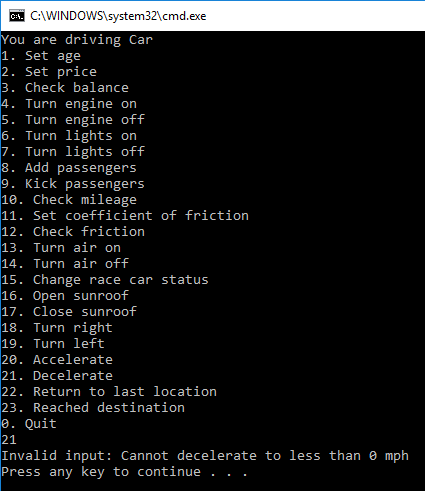 C:\WINDOWS\system32\cmd.exe
You are driving Car
1. Set age
2. Set price
3. Check balance
4. Turn engine on
5. Turn engine off
6. Turn lights on
7. Turn lights off
8. Add passengers
9. Kick passengers
10. Check mileage
11. Set coefficient of friction
12. Check friction
13. Turn air on
14. Turn air off
15. Change race car status
16. Open sunroof
17. Close sunroof
18. Turn right
19. Turn left
20. Accelerate
21. Decelerate
22. Return to last location
23. Reached destination
0. Quit
21
Invalid input: Cannot decelerate to less than 0 mph
Press any key to continue . . .